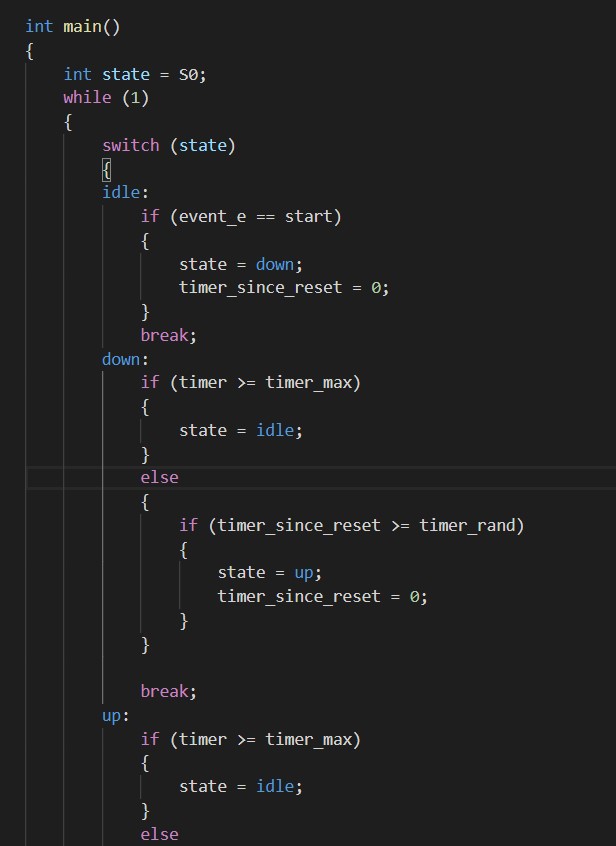 int main()
{
    int state = S0;
    while (1)
    {
        switch (state)
        {
        idle:
            if (event_e == start)
            {
                state = down;
                timer_since_reset = 0;
            }
            break;
        down:
            if (timer >= timer_max)
            {
                state = idle;
            }
            else
            {
                if (timer_since_reset >= timer_rand)
                {
                    state = up;
                    timer_since_reset = 0;
                }
            }

            break;
        up:
            if (timer >= timer_max)
            {
                state = idle;
            }
            else